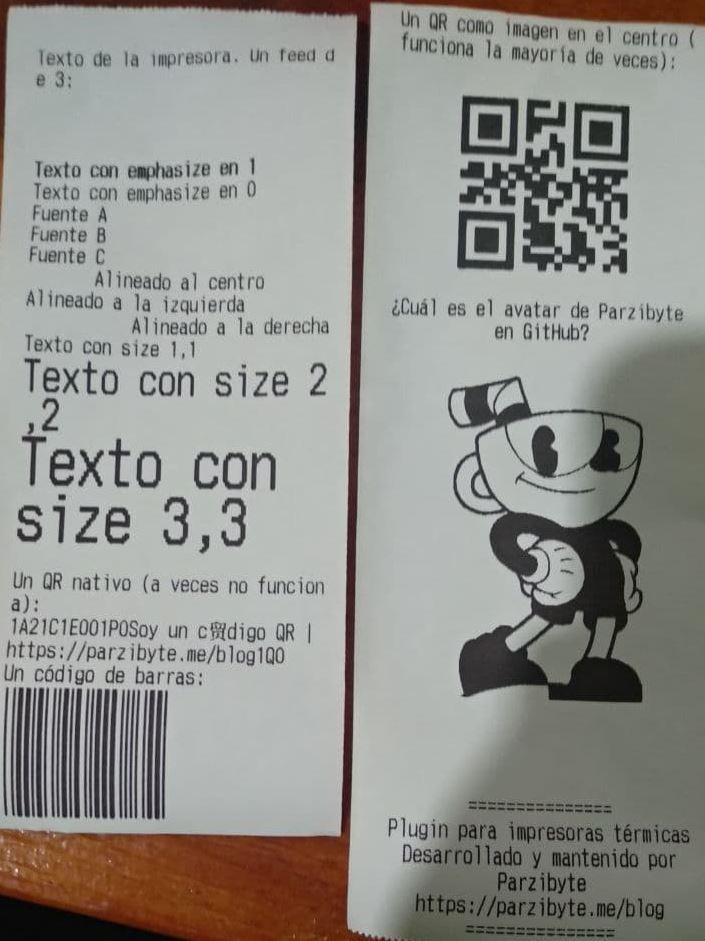 Texto de la impresora. Un feed d
e 3:
Texto con emphasize en 1
Texto con emphasize en 0
Fuente A
Fuente B
Fuente C
Alineado al centro
Alineado a la izquierda
Alineado a la derecha
Texto con size 1,1
Texto con size 2
,2
Texto con
size 3,3
Un QR nativo (a veces no funcion
a):
1A21C1E001P0Soy un c贸digo QR |
https://parzibyte.me/blog1Q0
Un código de barras:
Un QR como imagen en el centro (
funciona la mayoría de veces):
¿Cuál es el avatar de Parzibyte
en GitHub?
===============
Plugin para impresoras térmicas
Desarrollado y mantenido por
Parzibyte
https://parzibyte.me/blog
===============